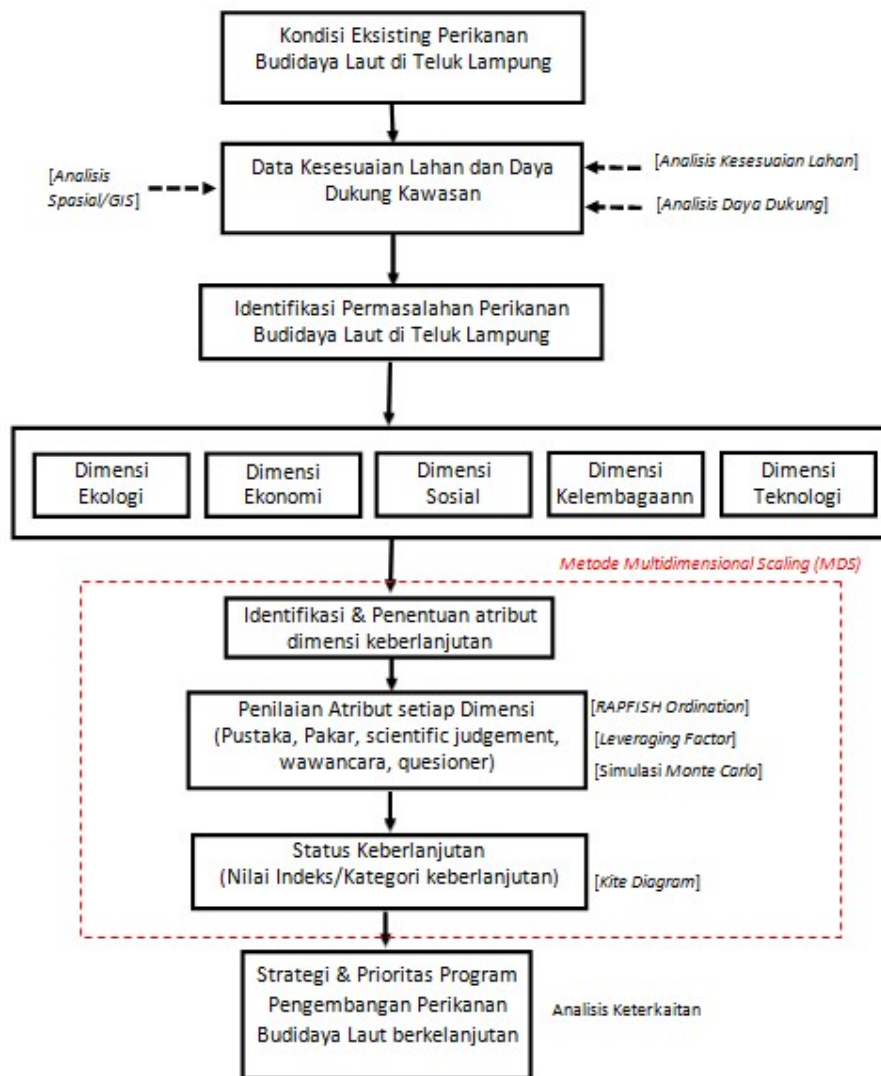 Kondisi Eksisting Perikanan
Budidaya Laut di Teluk Lampung
[Analisis
Spasial/GIS]
Data Kesesuaian Lahan dan Daya
Dukung Kawasan
[Analisis Kesesuaian Lahan]
[Analisis Daya Dukung]
Identifikasi Permasalahan Perikanan
Budidaya Laut di Teluk Lampung
Dimensi
Ekologi
Dimensi
Ekonomi
Dimensi
Sosial
Dimensi
Kelembagaann
Dimensi
Teknologi
Metode Multidimensional Scaling (MDS)
Identifikasi & Penentuan atribut
dimensi keberlanjutan
Penilaian Atribut setiap Dimensi
(Pustaka, Pakar, scientific judgement,
wawancara, quesioner)
[RAPFISH Ordination]
[Leveraging Factor]
[Simulasi Monte Carlo]
Status Keberlanjutan
(Nilai Indeks/Kategori keberlanjutan)
[Kite Diagram]
Strategi & Prioritas Program
Pengembangan Perikanan
Budidaya Laut berkelanjutan
Analisis Keterkaitan